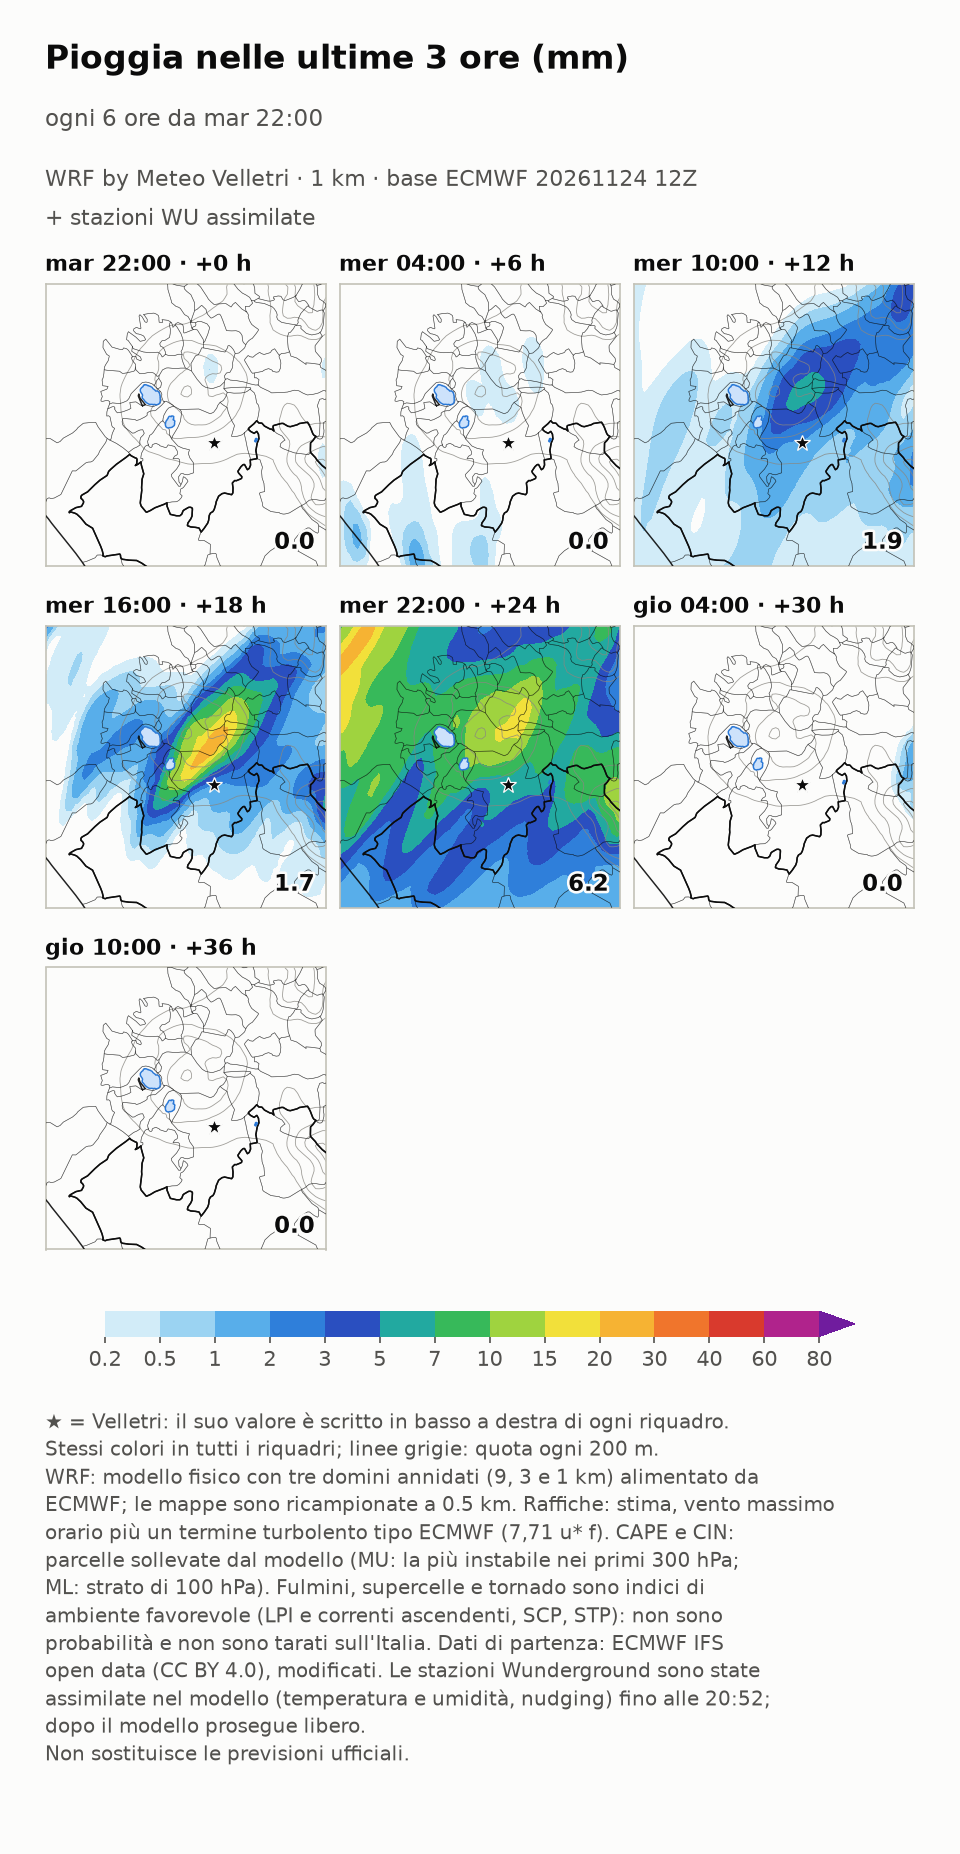 Pioggia nelle ultime 3 ore (mm)
ogni 6 ore da mar 22:00
WRF by Meteo Velletri · 1 km · base ECMWF 20261124 12Z
+ stazioni WU assimilate
mar 22:00 · +0 h
mer 04:00 · +6 h
mer 10:00 · +12 h
0.0
0.0
1.9
mer 16:00 · +18 h
mer 22:00 · +24 h
gio 04:00 · +30 h
1.7
6.2
0.0
gio 10:00 · +36 h
0.0
0.2 0.5 1 2 3 5 7 10 15 20 30 40 60 80
★ = Velletri: il suo valore è scritto in basso a destra di ogni riquadro.
Stessi colori in tutti i riquadri; linee grigie: quota ogni 200 m.
WRF: modello fisico con tre domini annidati (9, 3 e 1 km) alimentato da
ECMWF; le mappe sono ricampionate a 0.5 km. Raffiche: stima, vento massimo
orario più un termine turbolento tipo ECMWF (7,71 u* f). CAPE e CIN:
parcelle sollevate dal modello (MU: la più instabile nei primi 300 hPa;
ML: strato di 100 hPa). Fulmini, supercelle e tornado sono indici di
ambiente favorevole (LPI e correnti ascendenti, SCP, STP): non sono
probabilità e non sono tarati sull'Italia. Dati di partenza: ECMWF IFS
open data (CC BY 4.0), modificati. Le stazioni Wunderground sono state
assimilate nel modello (temperatura e umidità, nudging) fino alle 20:52;
dopo il modello prosegue libero.
Non sostituisce le previsioni ufficiali.